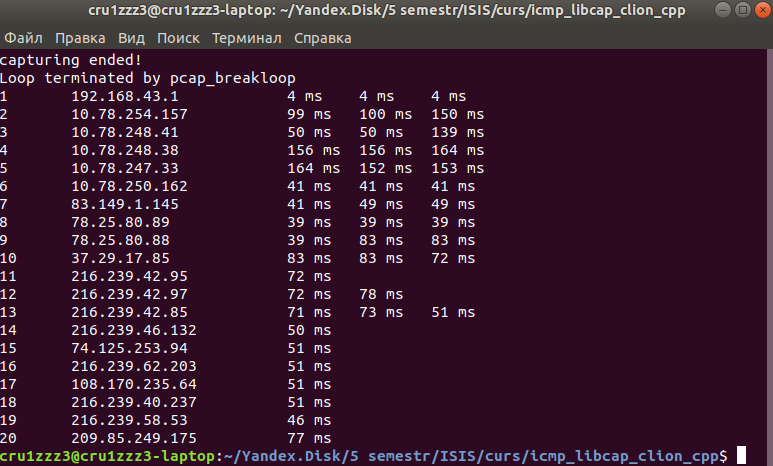 cru1zzz3@cru1zzz3-laptop: ~/Yandex.Disk/5 semestr/ISIS/curs/icmp_libcap_clion_cpp
Файл Правка Вид Поиск Терминал Справка
capturing ended!
Loop terminated by pcap_breakloop
1 192.168.43.1 4 ms 4 ms 4 ms
2 10.78.254.157 99 ms 100 ms 150 ms
3 10.78.248.41 50 ms 50 ms 139 ms
4 10.78.248.38 156 ms 156 ms 164 ms
5 10.78.247.33 164 ms 152 ms 153 ms
6 10.78.250.162 41 ms 41 ms 41 ms
7 83.149.1.145 41 ms 49 ms 49 ms
8 78.25.80.89 39 ms 39 ms 39 ms
9 78.25.80.88 39 ms 83 ms 83 ms
10 37.29.17.85 83 ms 83 ms 72 ms
11 216.239.42.95 72 ms
12 216.239.42.97 72 ms 78 ms
13 216.239.42.85 71 ms 73 ms 51 ms
14 216.239.46.132 50 ms
15 74.125.253.94 51 ms
16 216.239.62.203 51 ms
17 108.170.235.64 51 ms
18 216.239.40.237 51 ms
19 216.239.58.53 46 ms
20 209.85.249.175 77 ms
cru1zzz3@cru1zzz3-laptop:~/Yandex.Disk/5 semestr/ISIS/curs/icmp_libcap_clion_cpp$